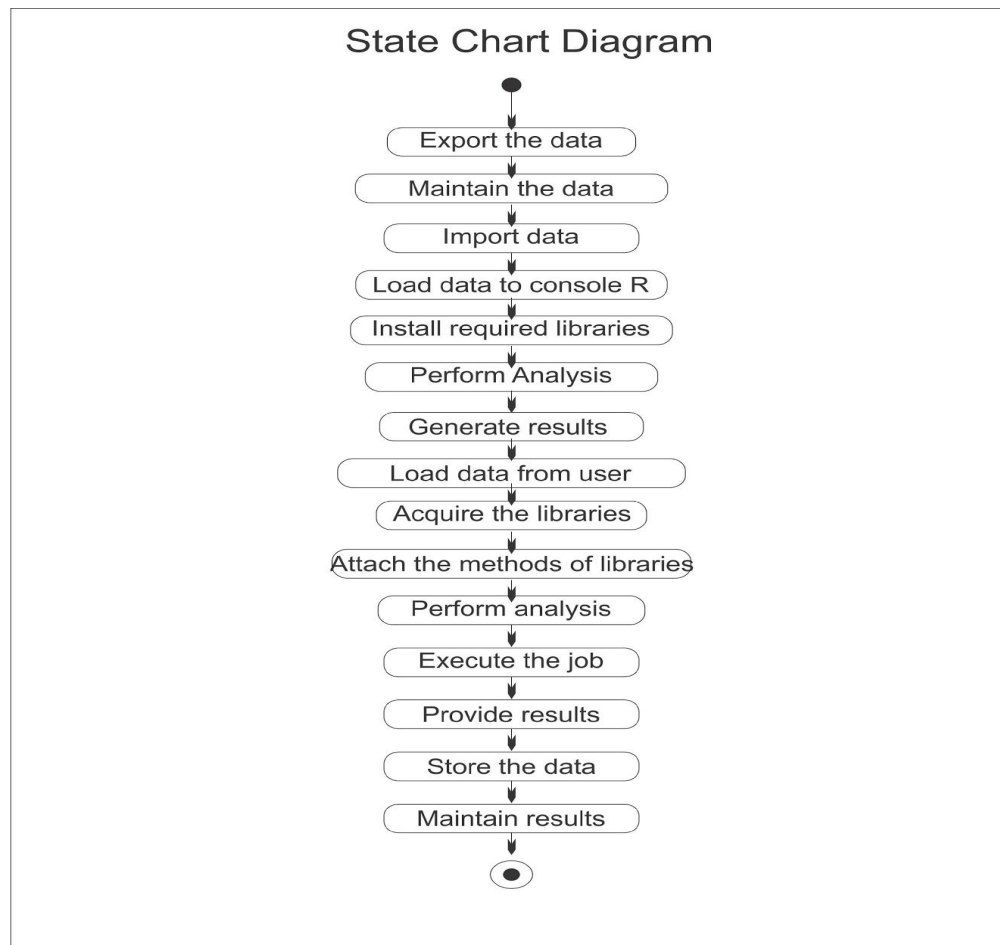 State Chart Diagram
Export the data
Maintain the data
Import data
Load data to console R
Install required libraries
Perform Analysis
Generate results
Load data from user
Acquire the libraries
Attach the methods of libraries
Perform analysis
Execute the job
Provide results
Store the data
Maintain results